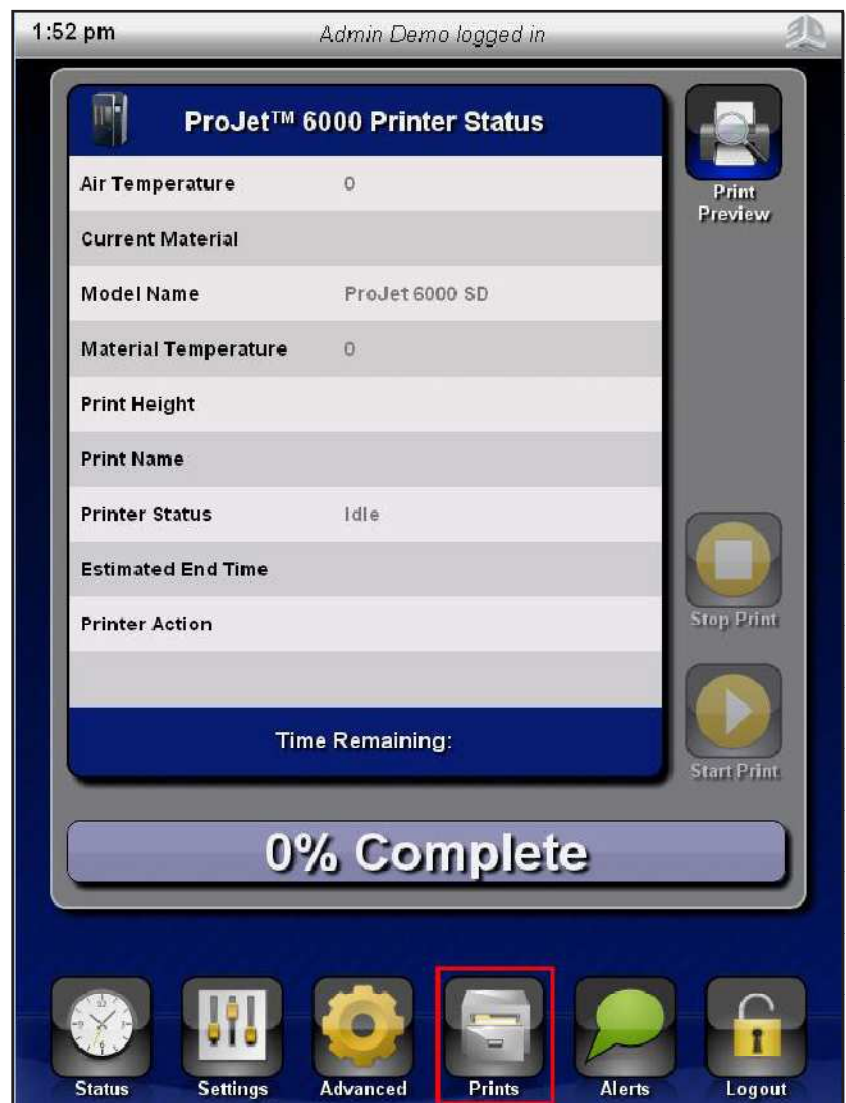 1:52 pm Admin Demo logged in 3D
ProJet™ 6000 Printer Status
Print
Preview
Air Temperature 0
Current Material
Model Name ProJet 6000 SD
Material Temperature 0
Print Height
Print Name
Printer Status Idle
Estimated End Time
Printer Action
Stop Print
Time Remaining:
Start Print
0% Complete
Status Settings Advanced Prints Alerts Logout